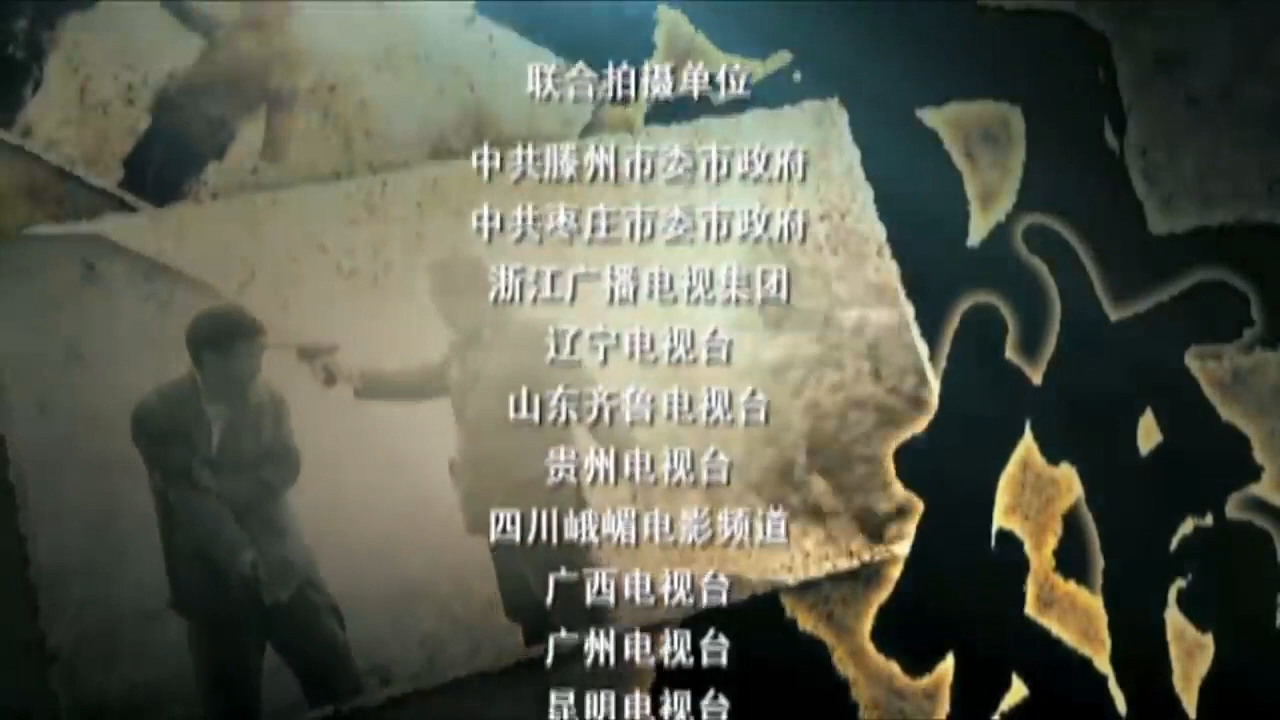 联合拍摄单位
中共滕州市委市政府
中共枣庄市委市政府
浙江广播电视集团
辽宁电视台
山东齐鲁电视台
贵州电视台
四川峨嵋电影频道
广西电视台
广州电视台
昆明电视台